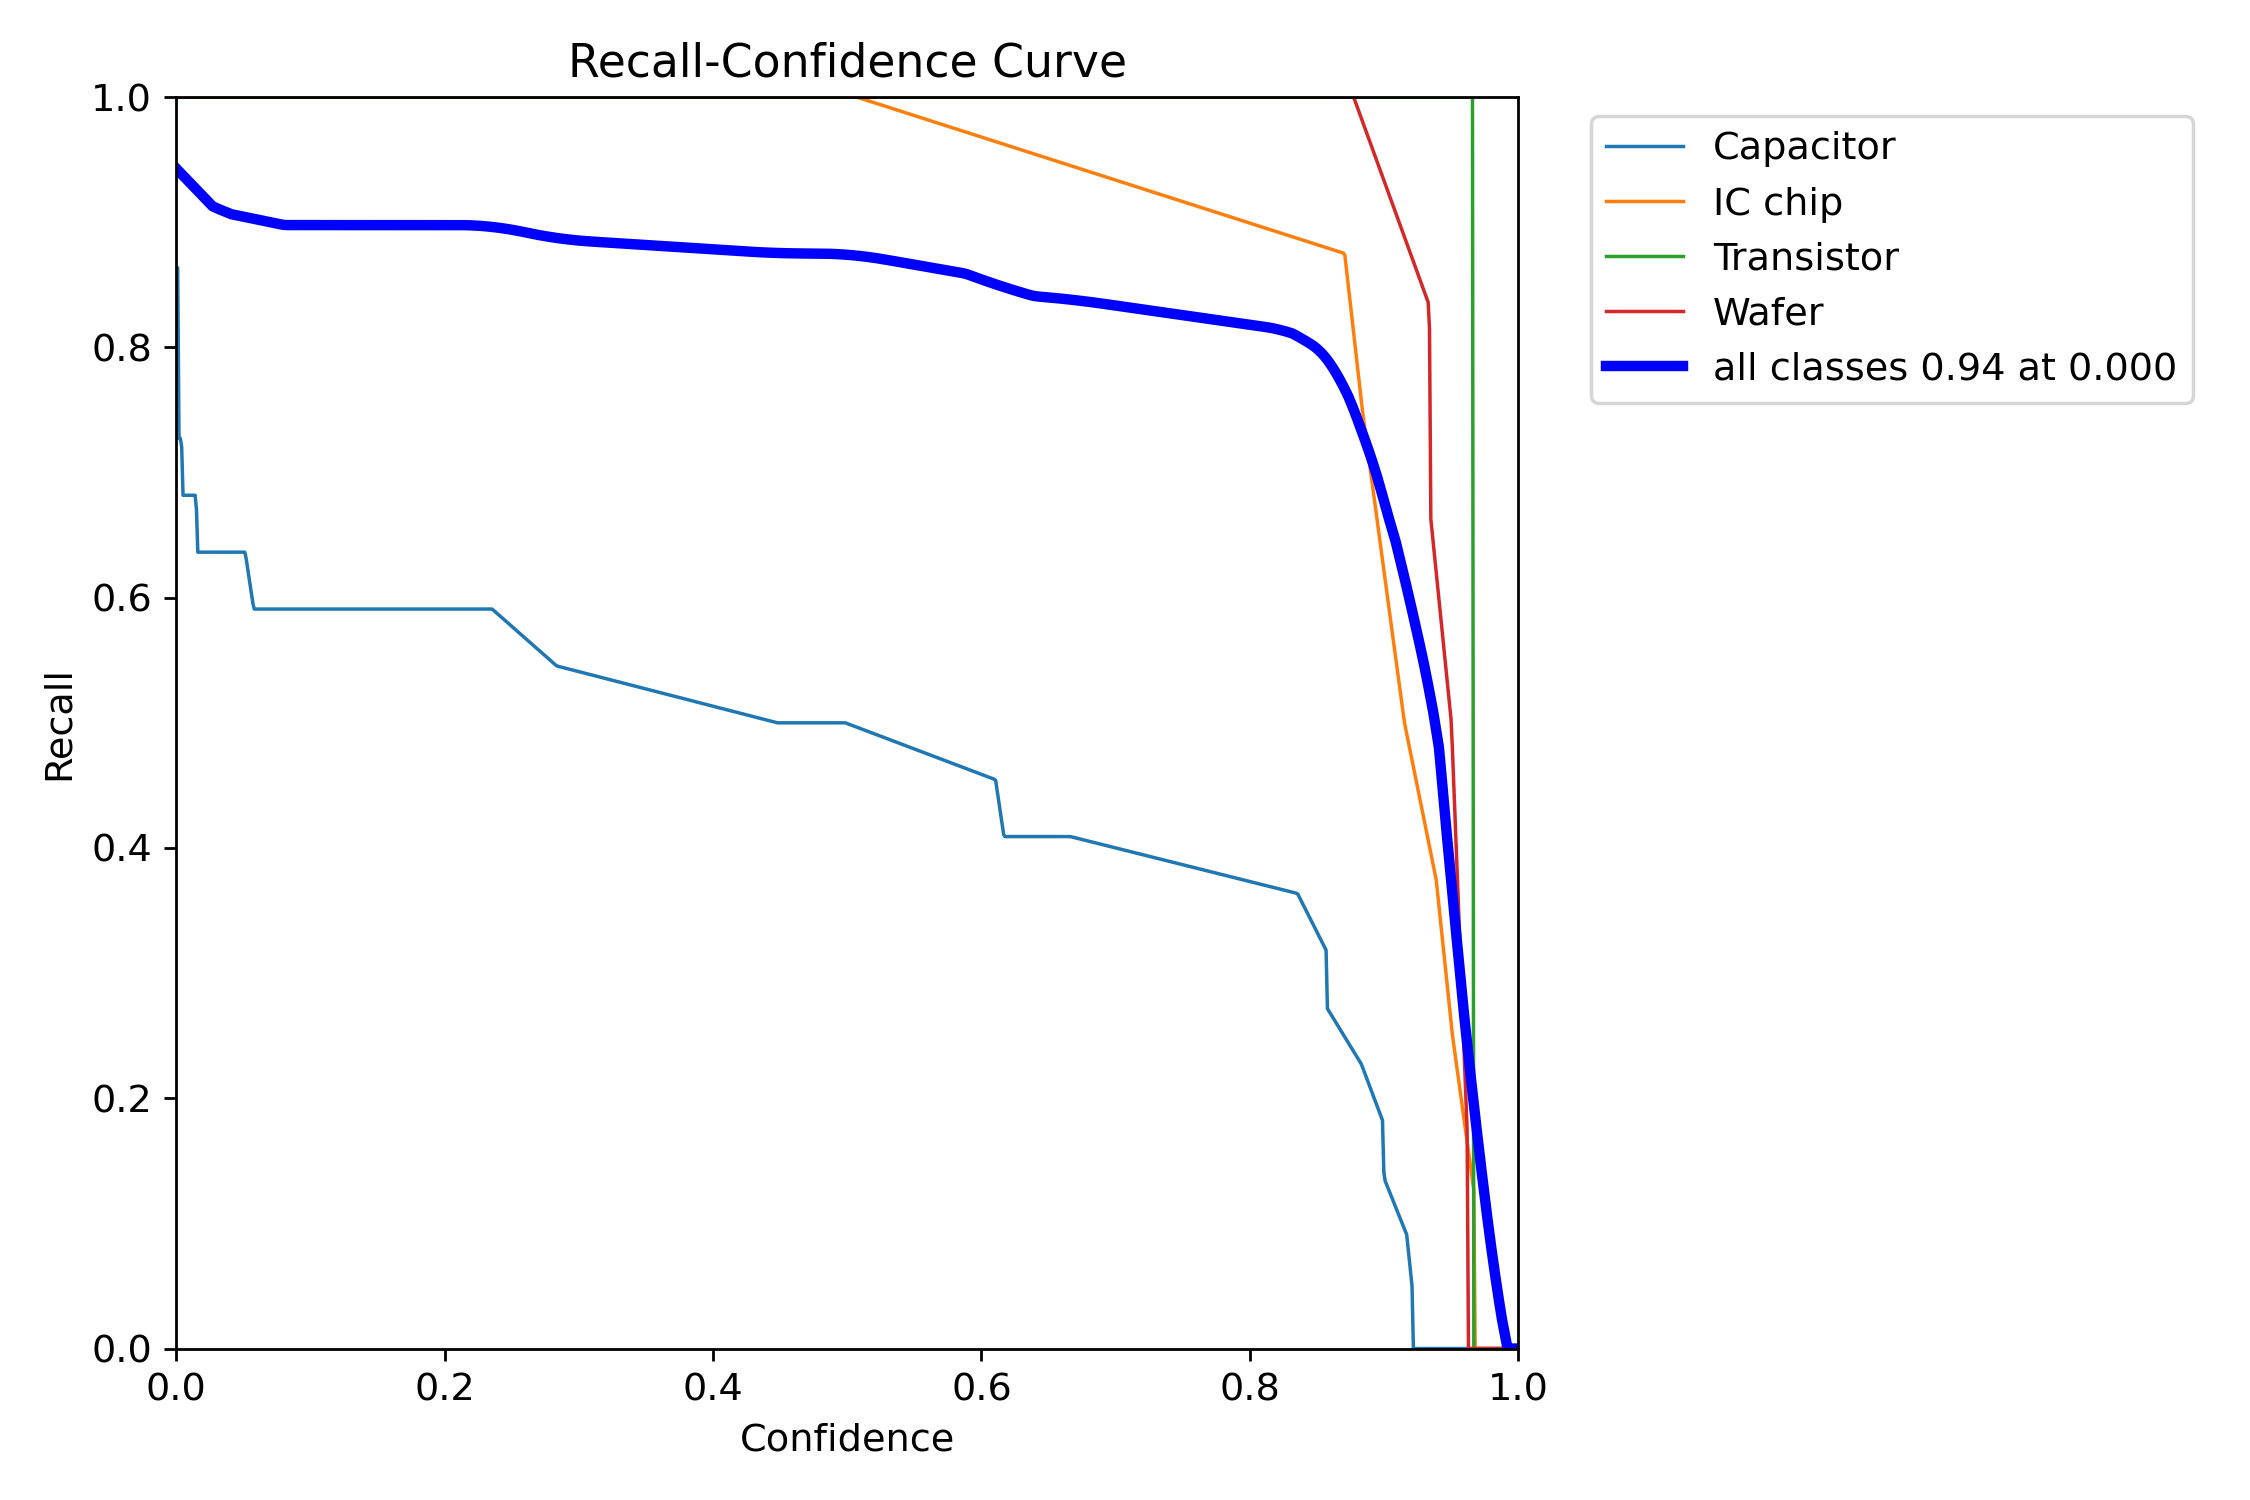 Recall-Confidence Curve
1.0
0.8
0.6
0.4
0.2
0.0
Recall
0.0 0.2 0.4 0.6 0.8 1.0
Confidence
Capacitor
IC chip
Transistor
Wafer
all classes 0.94 at 0.000